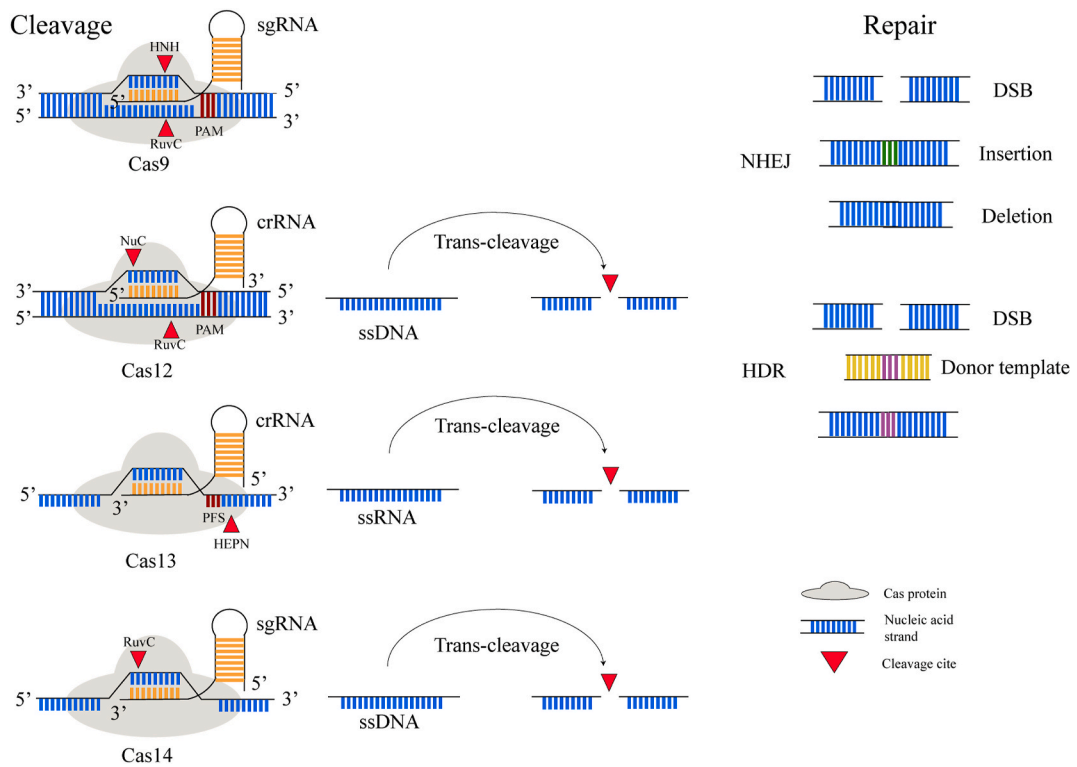 Cleavage
sgRNA
HNH
3’
5’
5’
5’
3’
PAM
RuvC
Cas9
crRNA
NuC
3’
3’
5’
5’
5’
3’
PAM
RuvC
Cas12
Trans-cleavage
ssDNA
crRNA
5’
5’
3’
3’
PFS
HEPN
Cas13
Trans-cleavage
ssRNA
sgRNA
RuvC
5’
5’
3’
3’
Cas14
Trans-cleavage
ssDNA
Repair
DSB
NHEJ
Insertion
Deletion
DSB
HDR
Donor template
Cas protein
Nucleic acid
strand
Cleavage cite